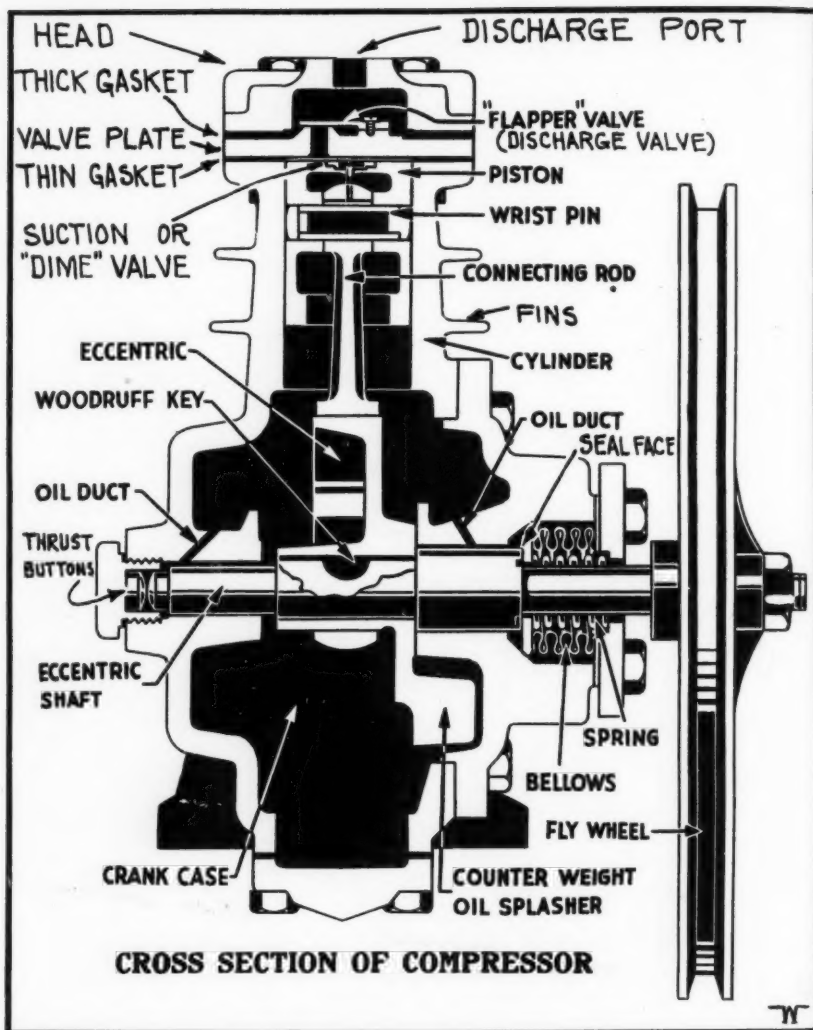 HEAD
DISCHARGE PORT
THICK GASKET
"FLAPPER" VALVE
(DISCHARGE VALVE)
VALVE PLATE
THIN GASKET
PISTON
WRIST PIN
SUCTION OR
"DIME" VALVE
CONNECTING ROD
FINS
ECCENTRIC
CYLINDER
WOODRUFF KEY
OIL DUCT
SEAL FACE
OIL DUCT
THRUST
BUTTONS
ECCENTRIC
SHAFT
SPRING
BELLOWS
FLY WHEEL
CRANK CASE
COUNTER WEIGHT
OIL SPLASHER
CROSS SECTION OF COMPRESSOR